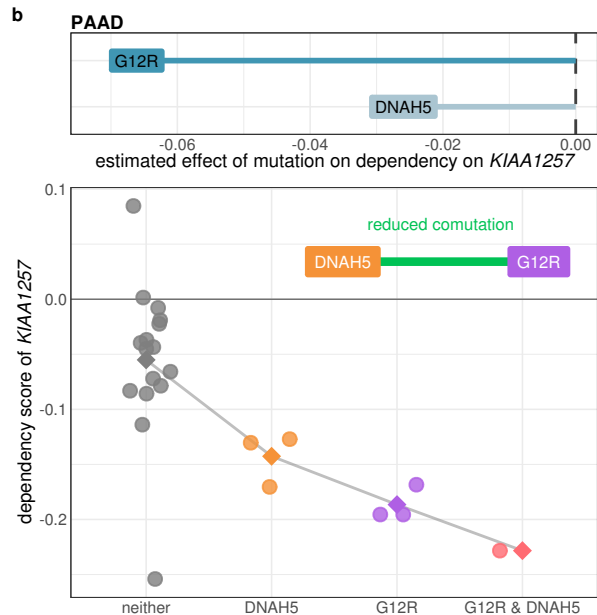 b
PAAD
G12R
DNAH5
-0.06 -0.04 -0.02 0.00
estimated effect of mutation on dependency on KIAA1257
0.1
reduced comutation
DNAH5 G12R
0.0
-0.1
-0.2
dependency score of KIAA1257
neither DNAH5 G12R G12R & DNAH5